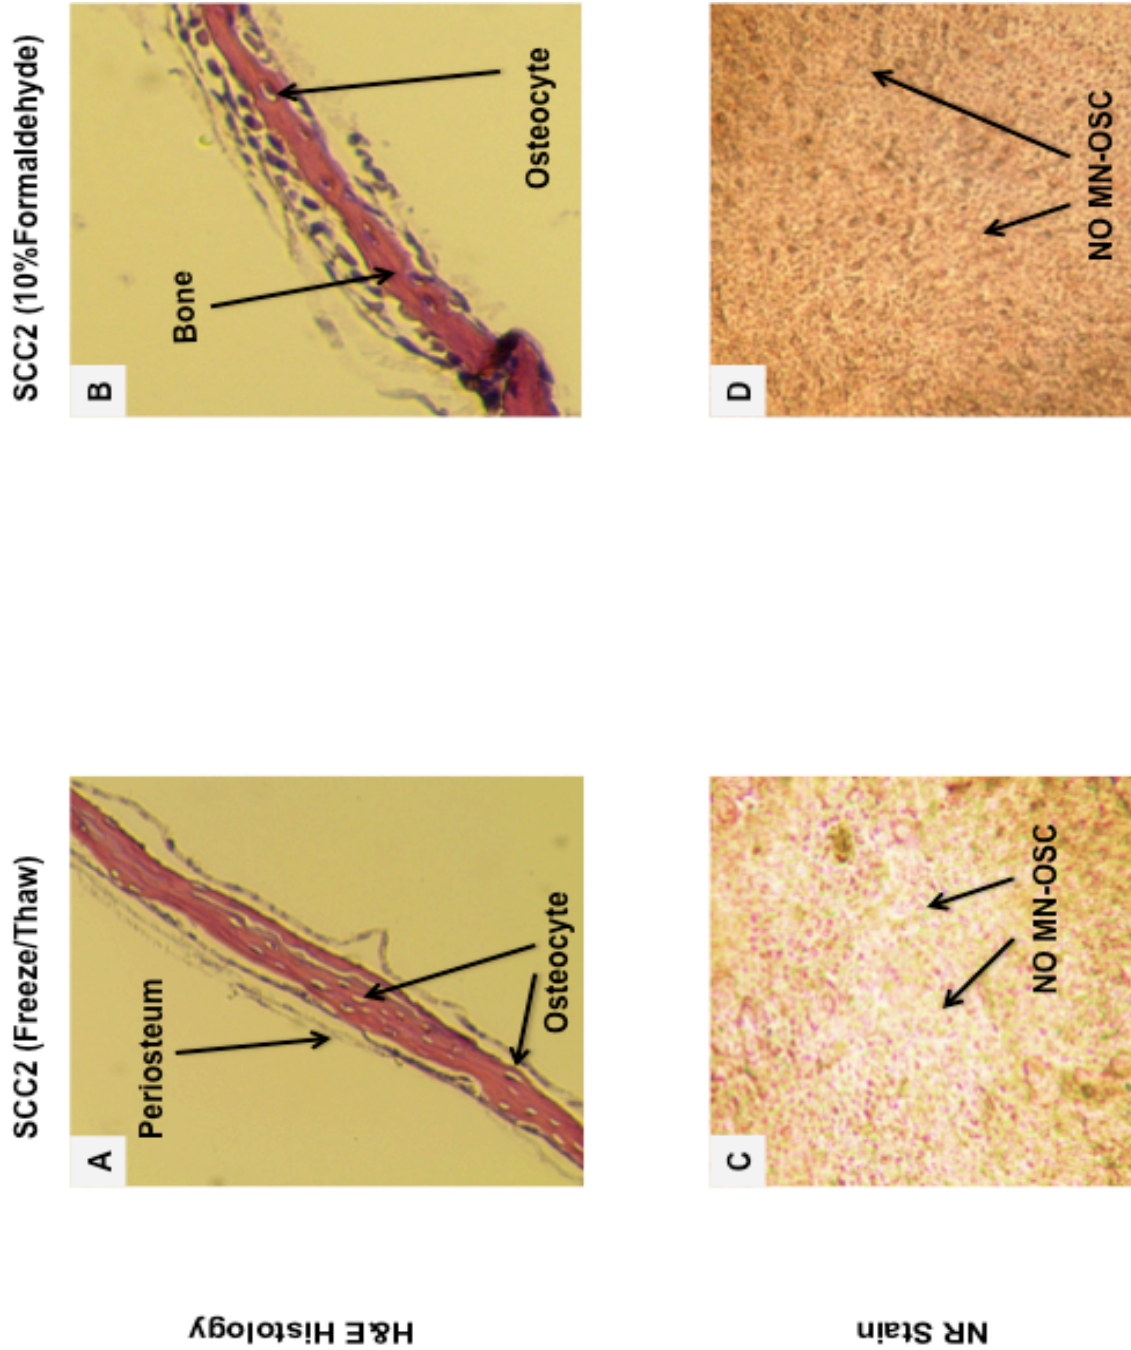 SCC2 (Freeze/Thaw)
SCC2 (10%Formaldehyde)
H&E Histology
A
Periosteum
Osteocyte
B
Bone
Osteocyte
NR Stain
C
NO MN-OSC
D
NO MN-OSC